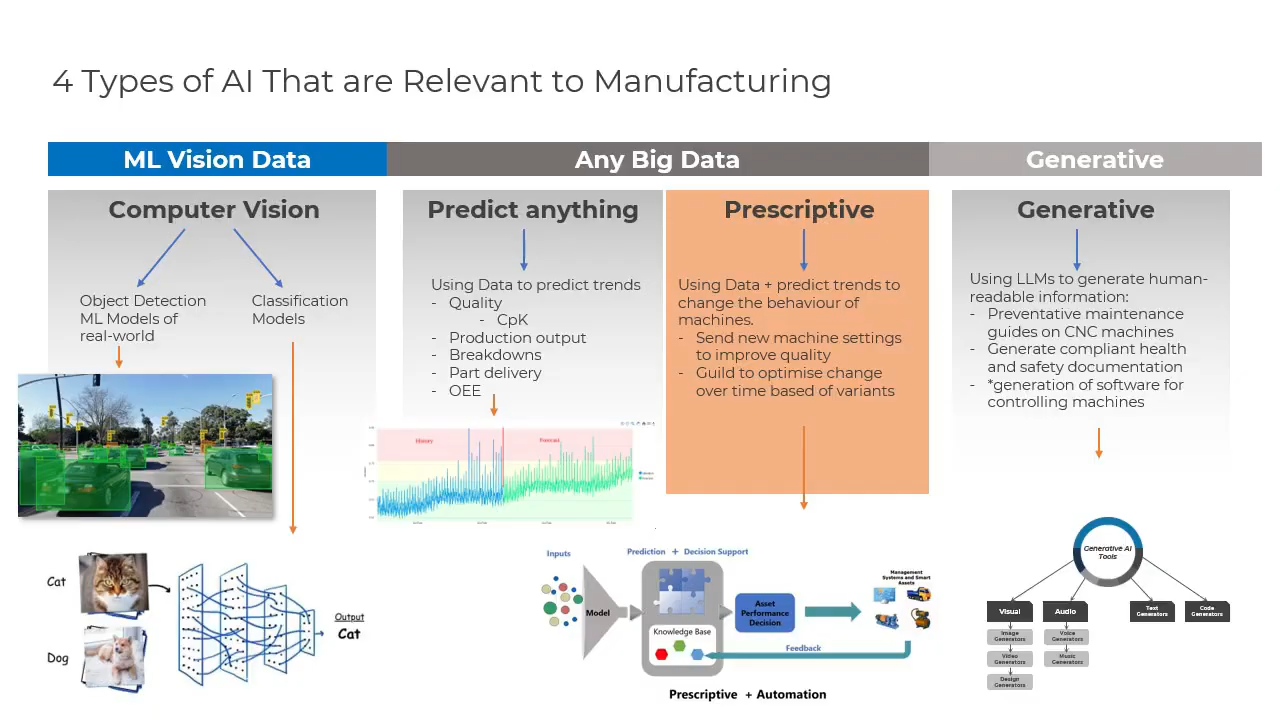 4 Types of AI That are Relevant to Manufacturing
ML Vision Data
Any Big Data
Generative
Computer Vision
Object Detection
ML Models of
real-world
Classification
Models
Predict anything
Using Data to predict trends
- Quality
- CpK
- Production output
- Breakdowns
- Part delivery
- OEE
Prescriptive
Using Data + predict trends to
change the behaviour of
machines.
- Send new machine settings
to improve quality
- Guild to optimise change
over time based of variants
Generative
Using LLMs to generate human-
readable information:
- Preventative maintenance
guides on CNC machines
- Generate compliant health
and safety documentation
- *generation of software for
controlling machines
History
Forecast
Cat
Dog
Output
Cat
Inputs
Prediction + Decision Support
Model
Knowledge Base
Asset
Performance
Decision
Management
Systems and Smart
Assets
Feedback
Prescriptive + Automation
Generative AI
Tools
Visual
Audio
Text
Generators
Code
Generators
Image
Generators
Voice
Generators
Video
Generators
Music
Generators
Design
Generators